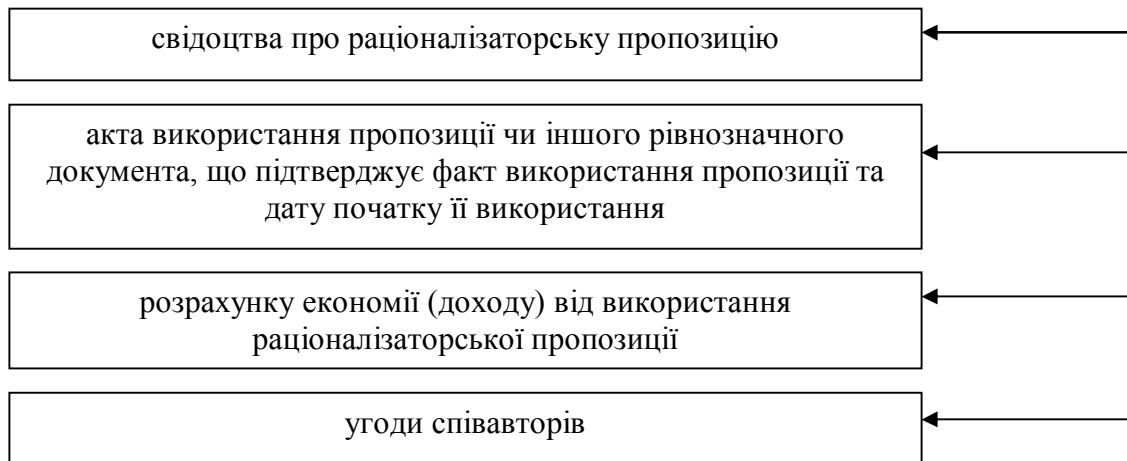 свідоцтва про раціоналізаторську пропозицію
акта використання пропозиції чи іншого рівнозначного
документа, що підтверджує факт використання пропозиції та
дату початку її використання
розрахунку економії (доходу) від використання
раціоналізаторської пропозиції
угоди співавторів